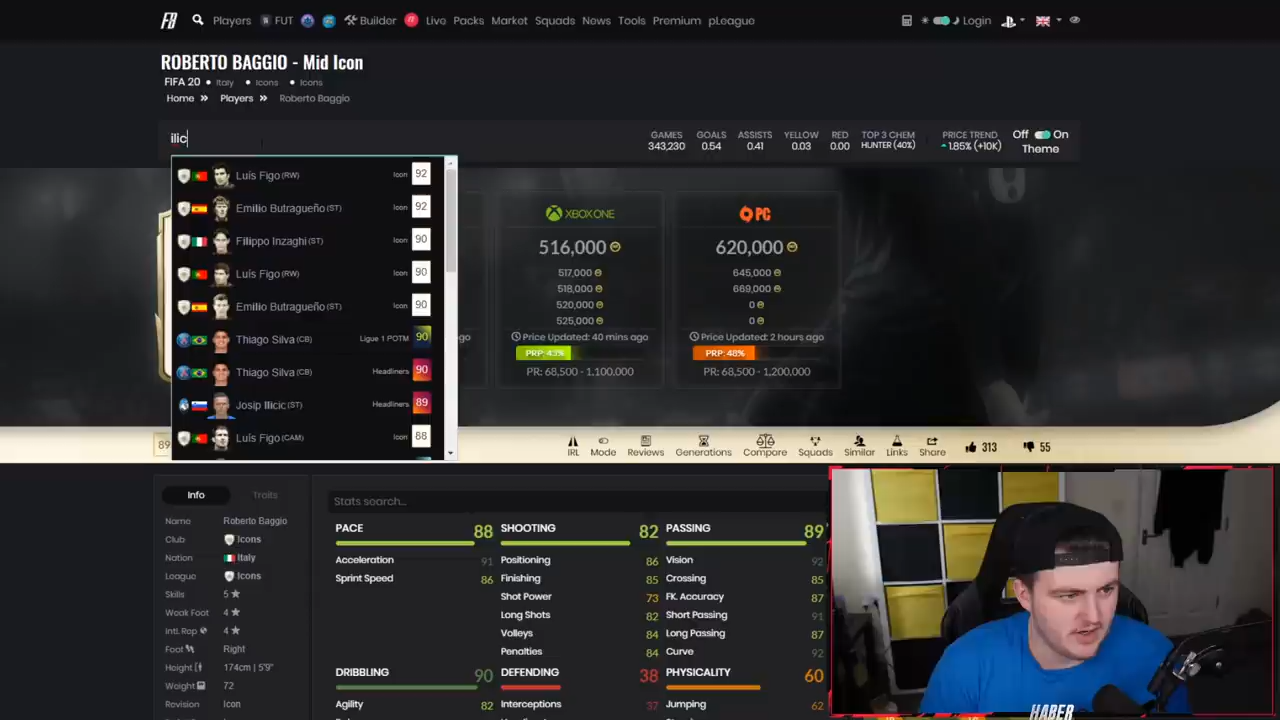 FB Players FUT Builder Live Packs Market Squads News Tools Premium pLeague Login
ROBERTO BAGGIO - Mid Icon
FIFA 20 • Italy • Icons • Icons
Home » Players » Roberto Baggio
ilic
GAMES GOALS ASSISTS YELLOW RED TOP 3 CHEM PRICE TREND Off On
343,230 0.54 0.41 0.03 0.00 HUNTER (40%) 1.85% (+10K) Theme
Luís Figo (RW) Icon 92
Emilio Butragueño (ST) Icon 92
Filippo Inzaghi (ST) Icon 90
Luís Figo (RW) Icon 90
Emilio Butragueño (ST) Icon 90
Thiago Silva (CB) Ligue 1 POTM 90
Thiago Silva (CB) Headliners 90
Josip Ilicic (ST) Headliners 89
Luís Figo (CAM) Icon 88
ago
XBOX ONE
516,000
517,000
518,000
520,000
525,000
Price Updated: 40 mins ago
PRP: 43%
PR: 68,500 - 1,100,000
PC
620,000
645,000
669,000
0
0
Price Updated: 2 hours ago
PRP: 48%
PR: 68,500 - 1,200,000
89
IRL Mode Reviews Generations Compare Squads Similar Links Share 313 55
Info Traits
Name Roberto Baggio
Club Icons
Nation Italy
League Icons
Skills 5
Weak Foot 4
Intl. Rep 4
Foot Right
Height 174cm | 5'9"
Weight 72
Revision Icon
Stats search...
PACE 88
Acceleration 91
Sprint Speed 86
SHOOTING 82
Positioning 86
Finishing 85
Shot Power 73
Long Shots 82
Volleys 84
Penalties 84
PASSING 89
Vision 92
Crossing 85
FK. Accuracy 87
Short Passing 91
Long Passing 87
Curve 92
DRIBBLING 90
Agility 82
DEFENDING 38
Interceptions 37
PHYSICALITY 60
Jumping 62
HABER